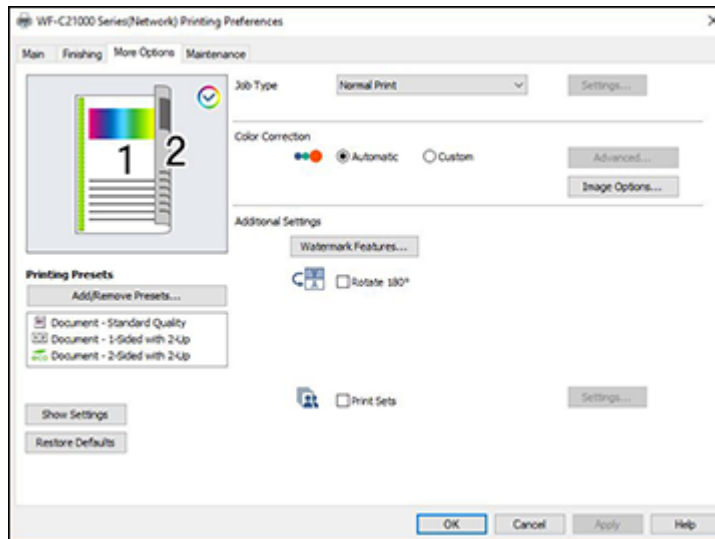 WF-C21000 Series(Network) Printing Preferences
Main Finishing More Options Maintenance
Job Type Normal Print Settings...
1 2
Color Correction
Automatic Custom Advanced...
Image Options...
Additional Settings
Watermark Features...
Printing Presets
Rotate 180°
Add/Remove Presets...
Document - Standard Quality
Document - 1-Sided with 2-Up
Document - 2-Sided with 2-Up
Print Sets Settings...
Show Settings
Restore Defaults
OK Cancel Apply Help